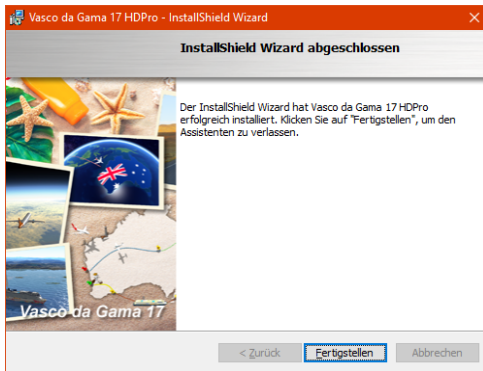 Vasco da Gama 17 HDPro - InstallShield Wizard
InstallShield Wizard abgeschlossen
Der InstallShield Wizard hat Vasco da Gama 17 HDPro
erfolgreich installiert. Klicken Sie auf "Fertigstellen", um den
Assistenten zu verlassen.
Vasco da Gama 17
< Zurück Fertigstellen Abbrechen